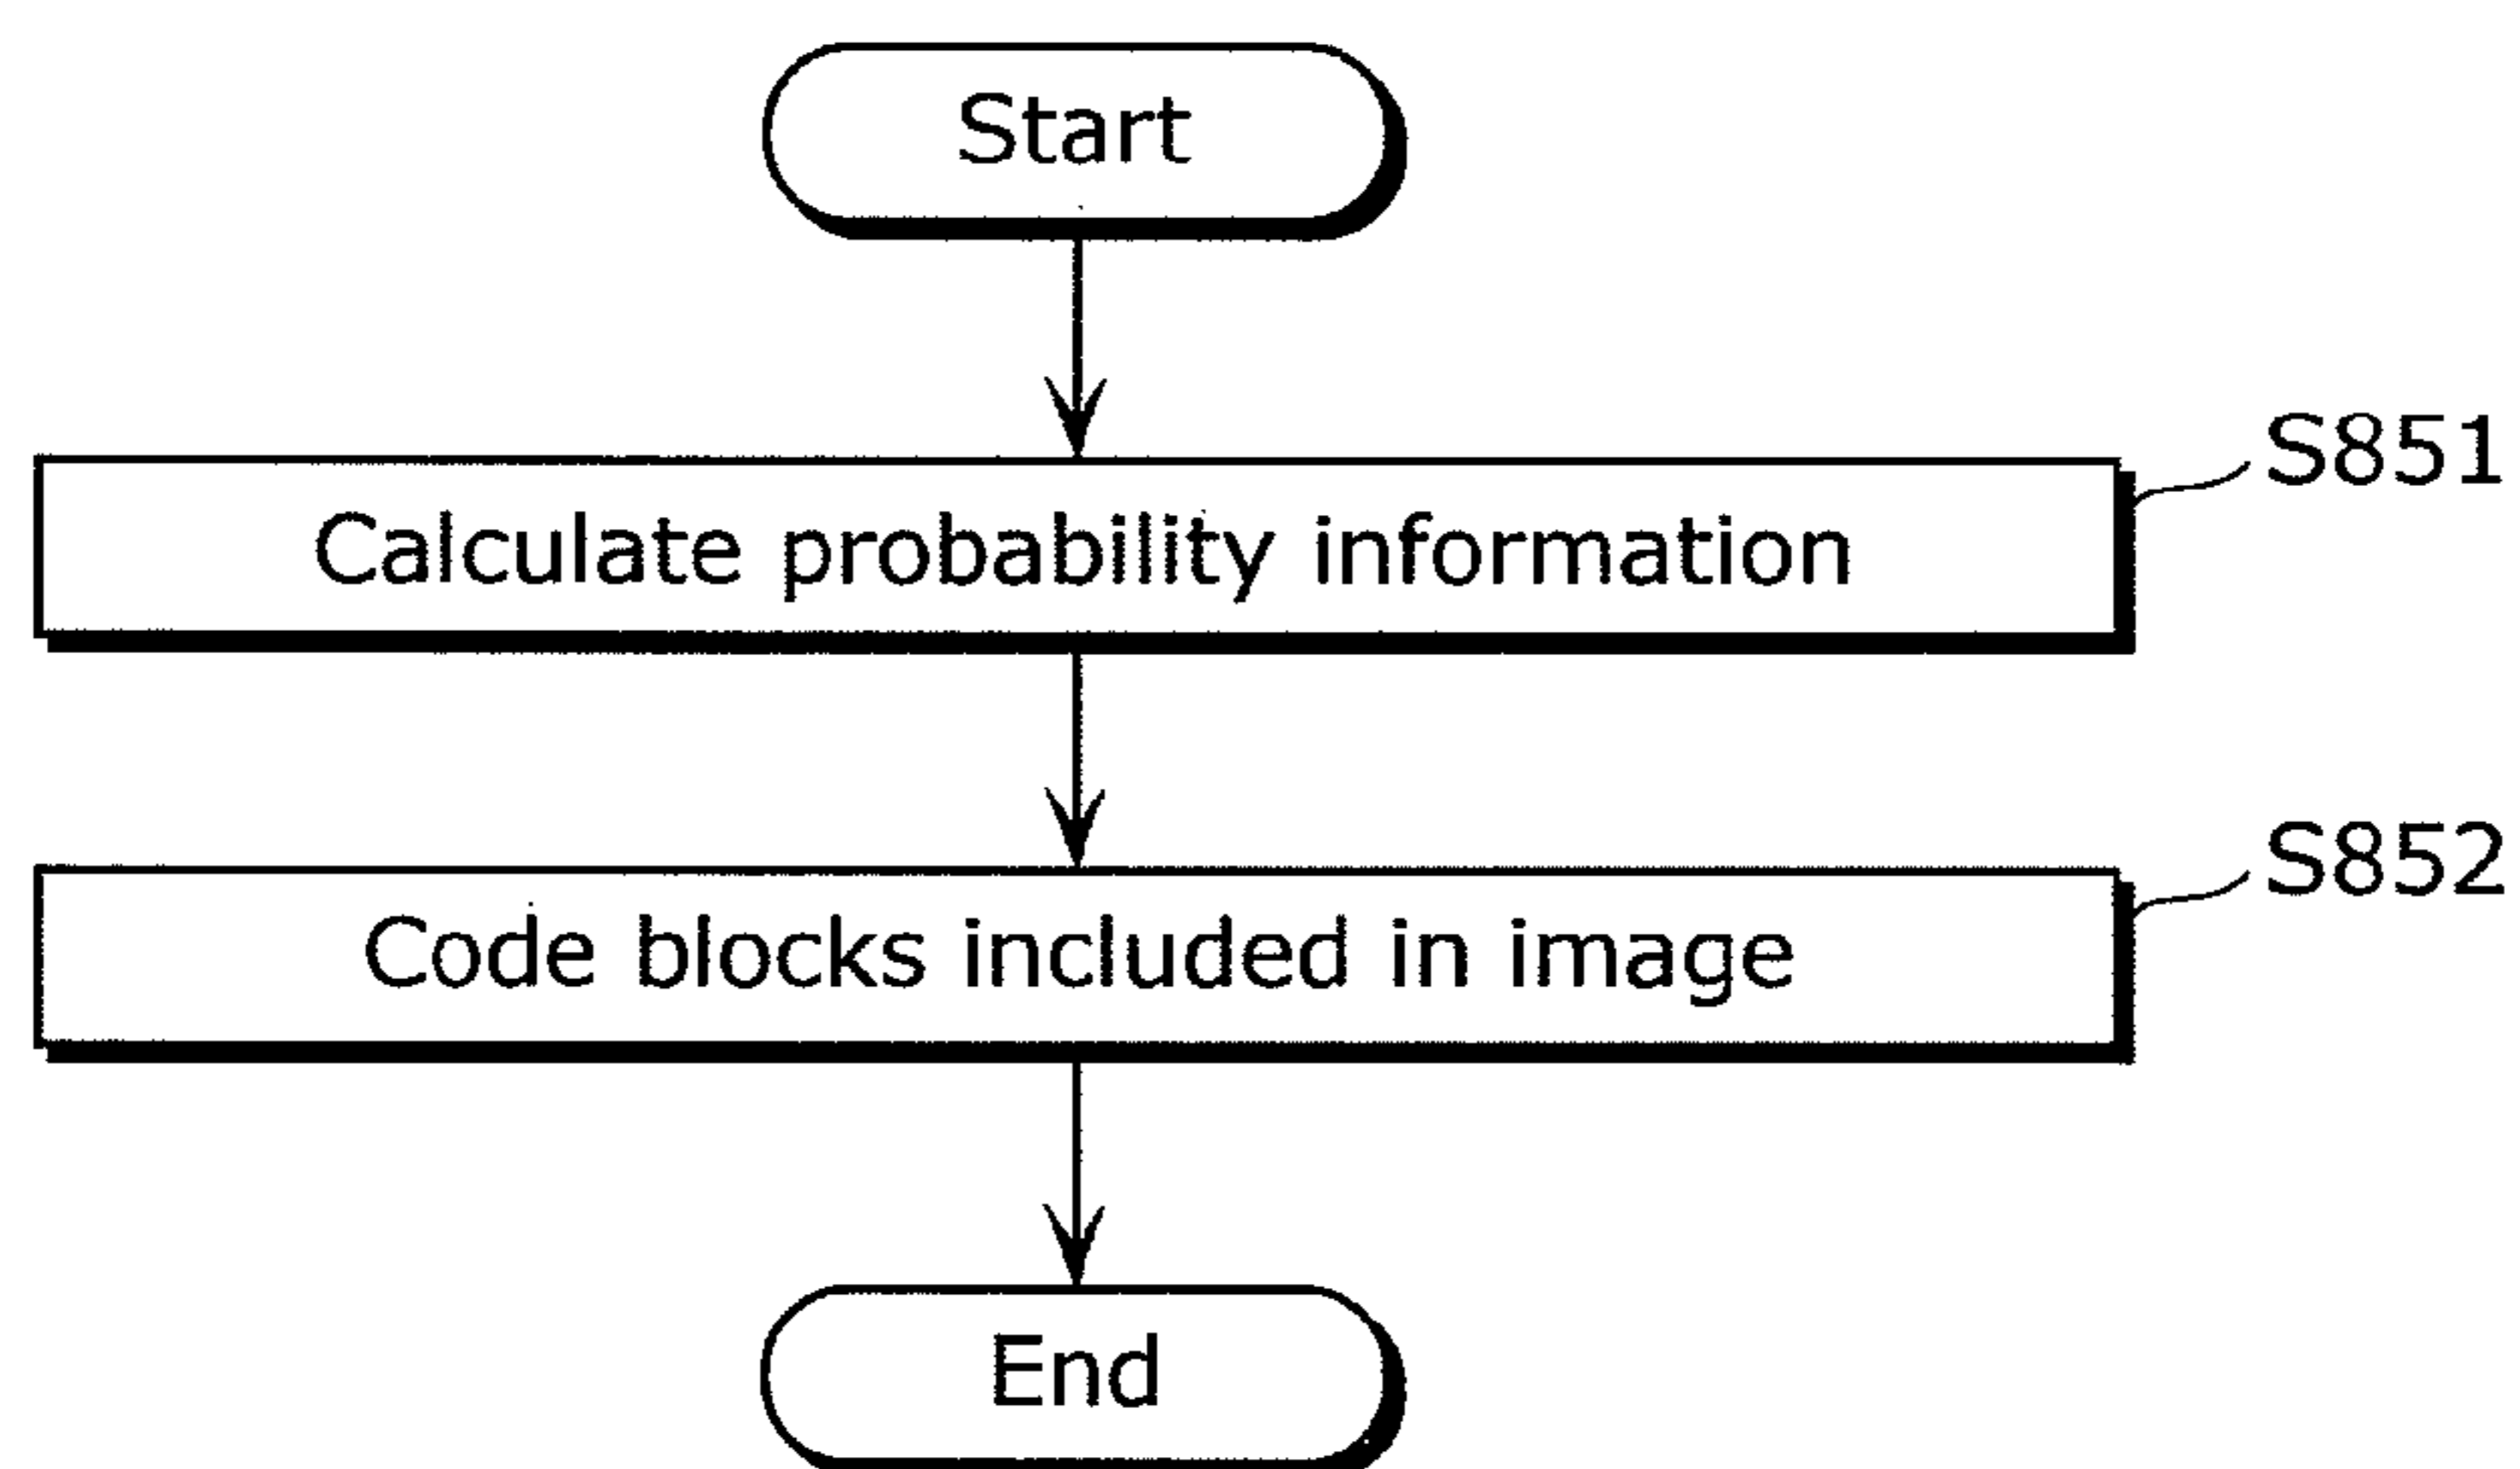 Start
S851
Calculate probability information
S852
Code blocks included in image
End